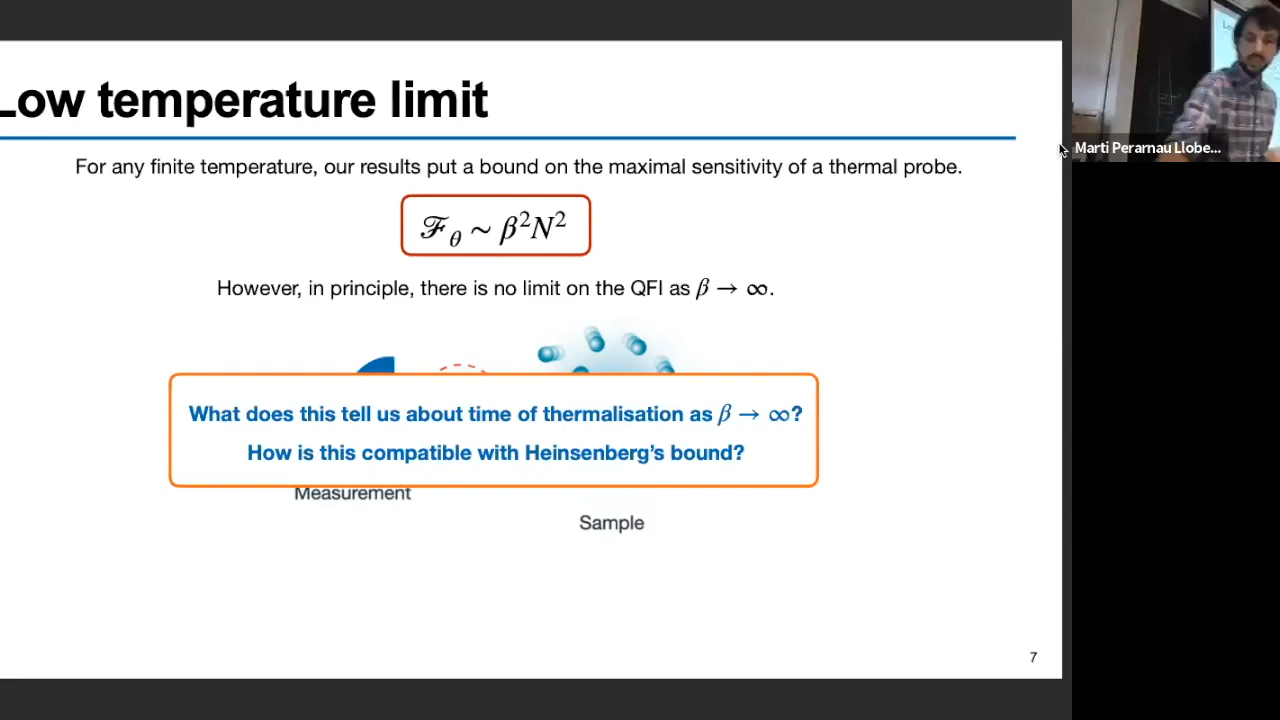 Low temperature limit
For any finite temperature, our results put a bound on the maximal sensitivity of a thermal probe.
ℱ_θ ~ β²N²
However, in principle, there is no limit on the QFI as β → ∞.
What does this tell us about time of thermalisation as β → ∞?
How is this compatible with Heinsenberg's bound?
Measurement
Sample
7
Marti Perarnau Llobe...